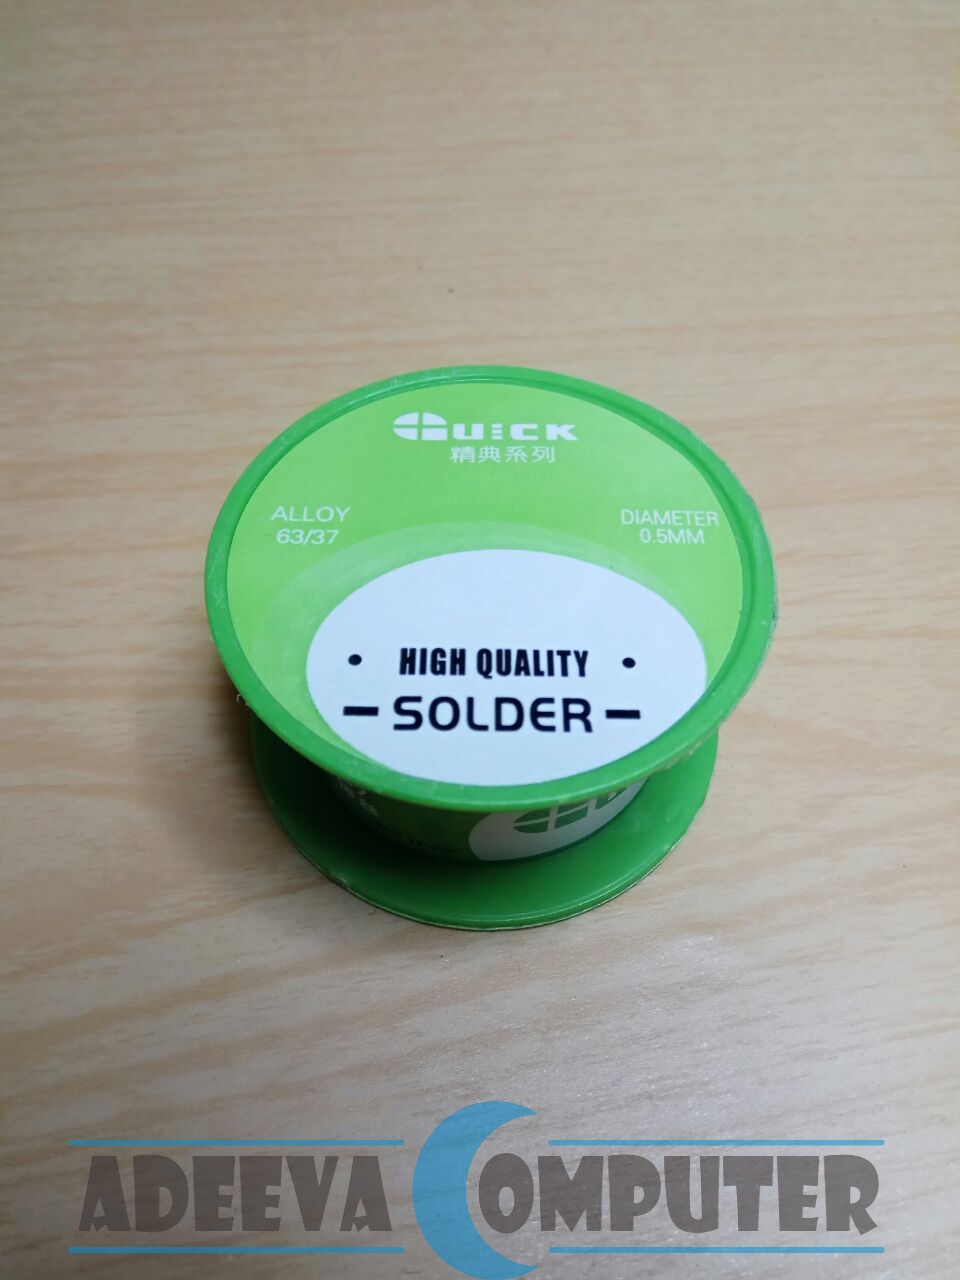 QUICK
精典系列
ALLOY
63/37
DIAMETER
0.5MM
• HIGH QUALITY •
- SOLDER -
ADEEVA COMPUTER